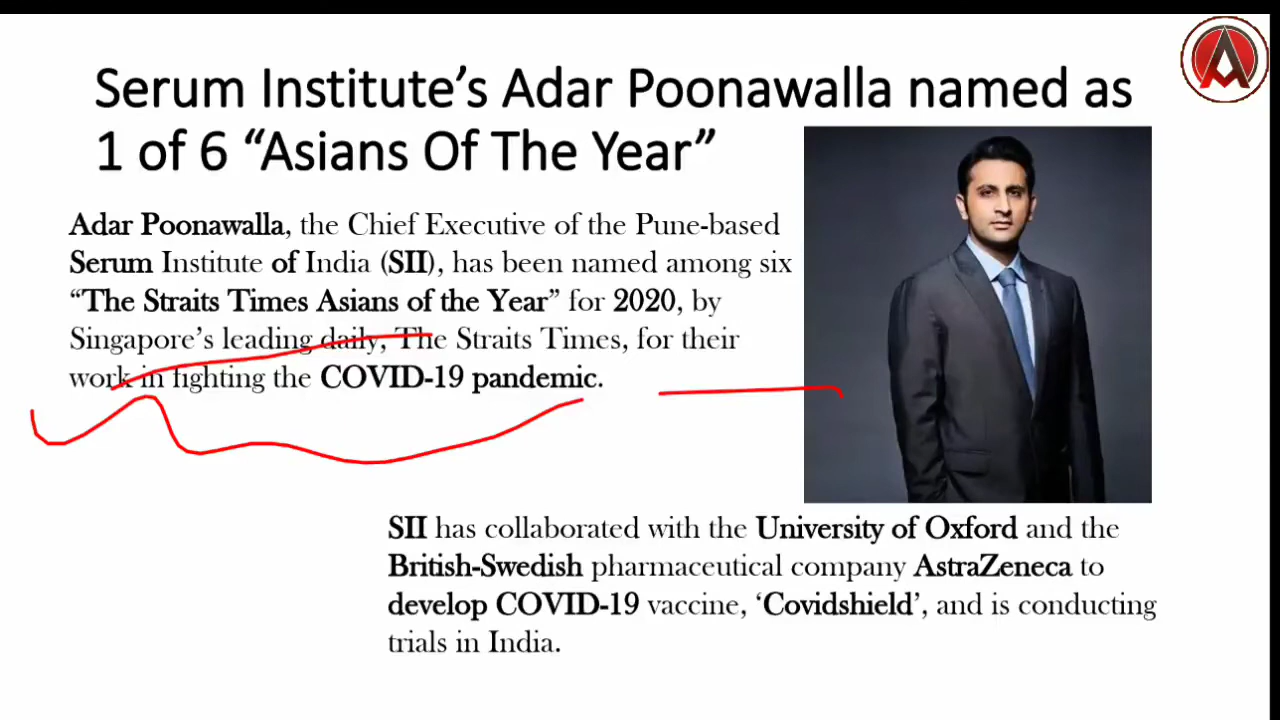 Serum Institute's Adar Poonawalla named as
1 of 6 “Asians Of The Year”
Adar Poonawalla, the Chief Executive of the Pune-based
Serum Institute of India (SII), has been named among six
“The Straits Times Asians of the Year” for 2020, by
Singapore's leading daily, The Straits Times, for their
work in fighting the COVID-19 pandemic.
SII has collaborated with the University of Oxford and the
British-Swedish pharmaceutical company AstraZeneca to
develop COVID-19 vaccine, ‘Covidshield’, and is conducting
trials in India.